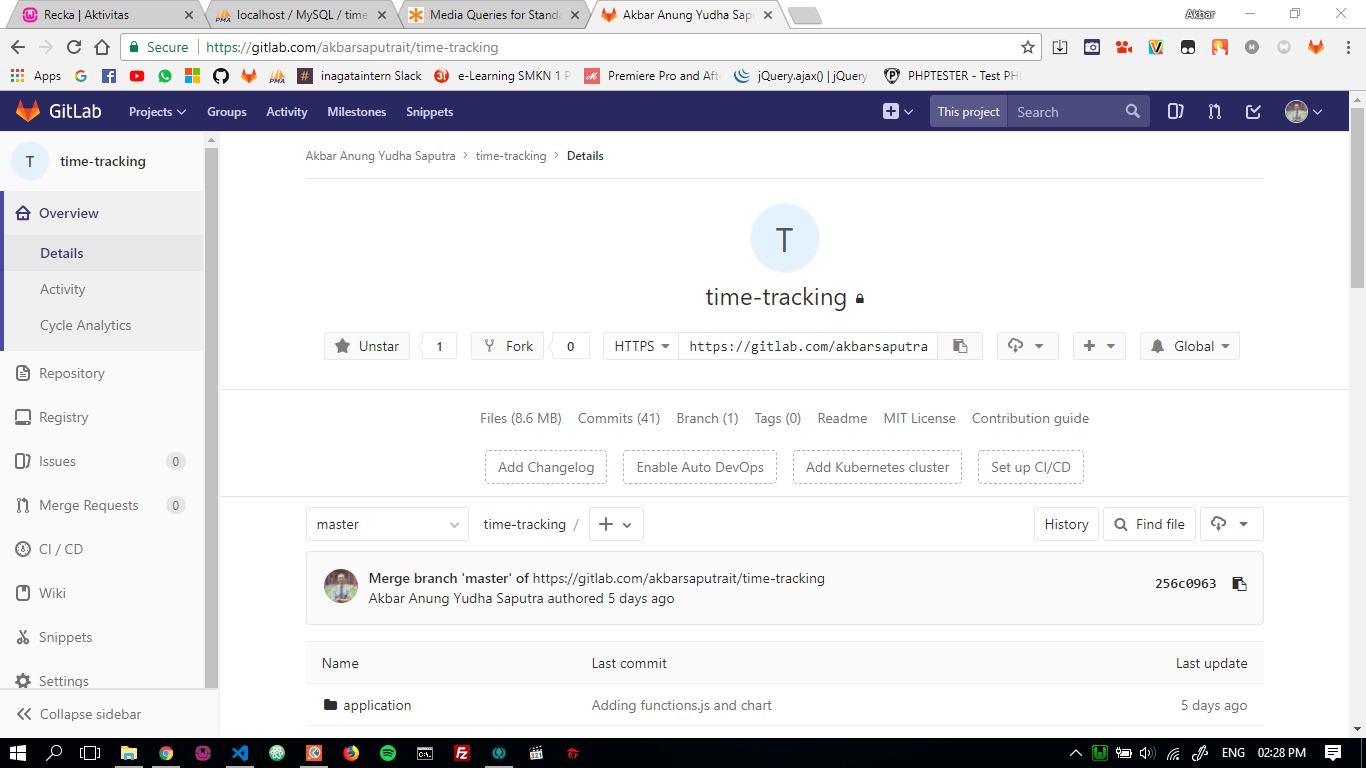 Recka | Aktivitas
localhost / MySQL / time
Media Queries for Standa
Akbar Anung Yudha Sap
Akbar
Secure https://gitlab.com/akbarsaputrait/time-tracking
Apps
inagataintern Slack
e-Learning SMKN 1 P
Premiere Pro and Aft
jQuery.ajax() | jQuery
PHPTESTER - Test PH
GitLab
Projects
Groups
Activity
Milestones
Snippets
This project
Search
T
time-tracking
Overview
Details
Activity
Cycle Analytics
Repository
Registry
Issues 0
Merge Requests 0
CI / CD
Wiki
Snippets
Settings
Collapse sidebar
Akbar Anung Yudha Saputra > time-tracking > Details
T
time-tracking
Unstar 1
Fork 0
HTTPS
https://gitlab.com/akbarsaputra
Global
Files (8.6 MB)
Commits (41)
Branch (1)
Tags (0)
Readme
MIT License
Contribution guide
Add Changelog
Enable Auto DevOps
Add Kubernetes cluster
Set up CI/CD
master
time-tracking /
History
Find file
Merge branch 'master' of https://gitlab.com/akbarsaputrait/time-tracking
Akbar Anung Yudha Saputra authored 5 days ago
256c0963
Name Last commit Last update
application Adding functions.js and chart 5 days ago
ENG 02:28 PM